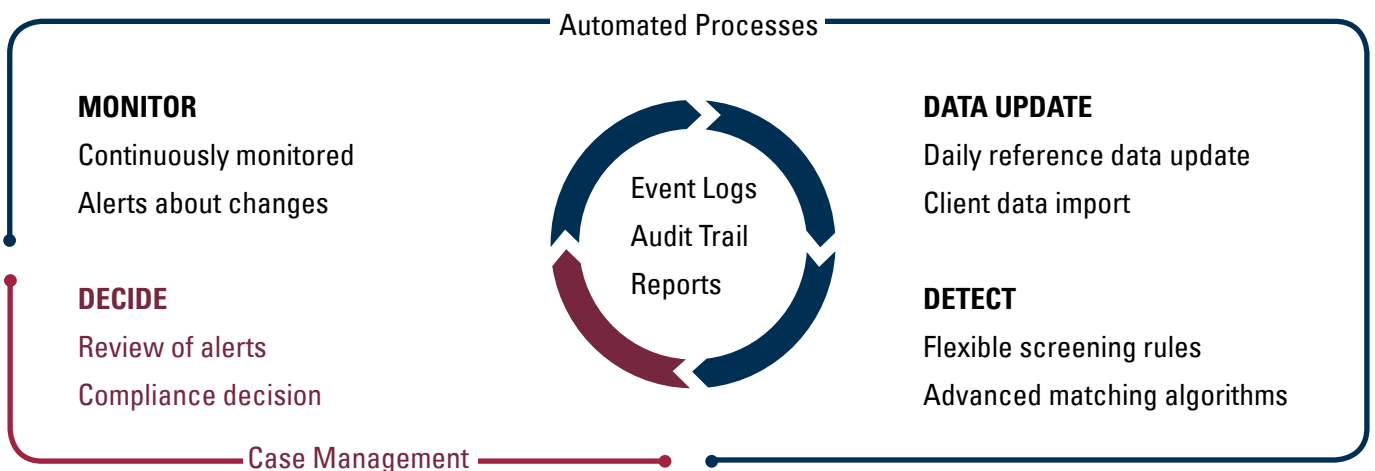 Automated Processes
MONITOR
Continuously monitored
Alerts about changes
DECIDE
Review of alerts
Compliance decision
Event Logs
Audit Trail
Reports
DATA UPDATE
Daily reference data update
Client data import
DETECT
Flexible screening rules
Advanced matching algorithms
Case Management